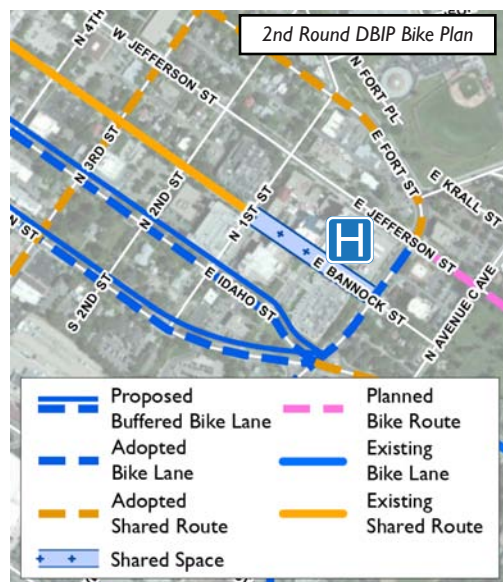 2nd Round DBIP Bike Plan
N 4TH
W JEFFERSON ST
N FORT PL
E FORT ST
N 3RD ST
E KRALL ST
N 2ND ST
N 1ST ST
E JEFFERSON ST
H
E BANNOCK ST
N ST
E IDAHO ST
S 2ND ST
N AVENUE C AVE
Proposed
Buffered Bike Lane
Planned
Bike Route
Adopted
Bike Lane
Existing
Bike Lane
Adopted
Shared Route
Existing
Shared Route
Shared Space